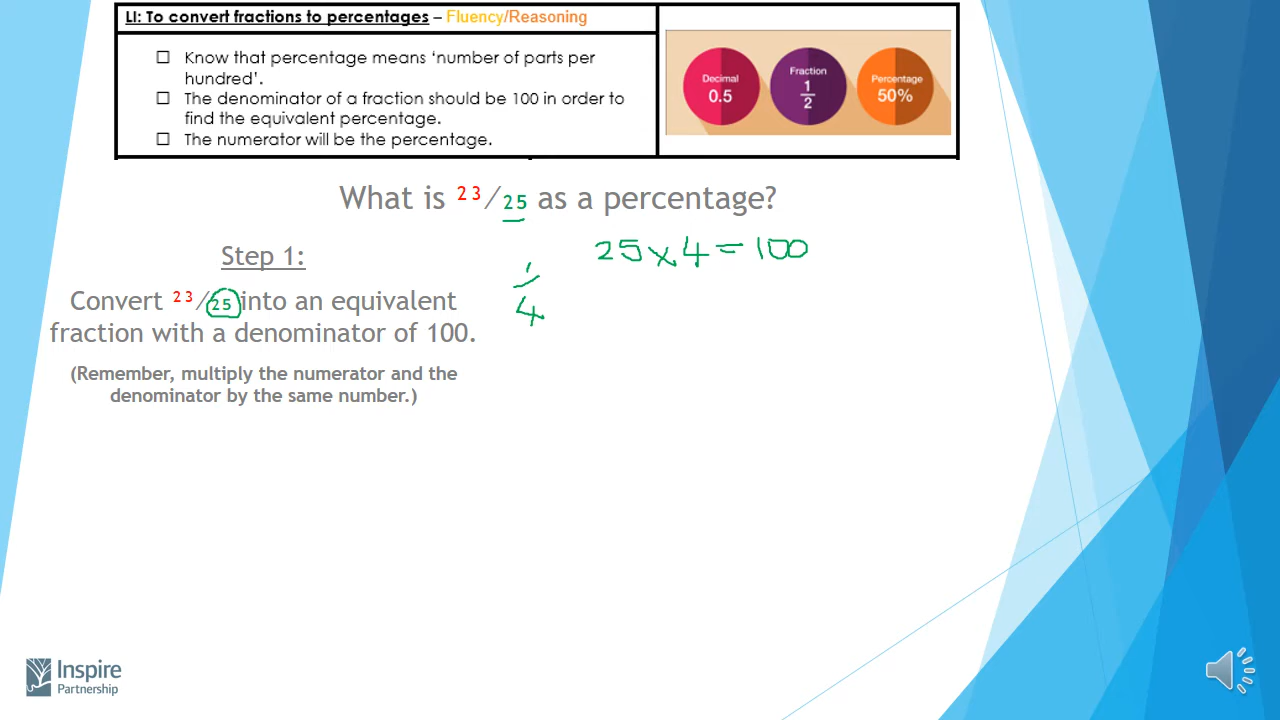 LI: To convert fractions to percentages – Fluency/Reasoning
☐ Know that percentage means ‘number of parts per
hundred’.
☐ The denominator of a fraction should be 100 in order to
find the equivalent percentage.
☐ The numerator will be the percentage.
Decimal
0.5
Fraction
1
2
Percentage
50%
What is 23/25 as a percentage?
25 x 4 = 100
Step 1:
1
4
Convert 23/25 into an equivalent
fraction with a denominator of 100.
(Remember, multiply the numerator and the
denominator by the same number.)
Inspire
Partnership